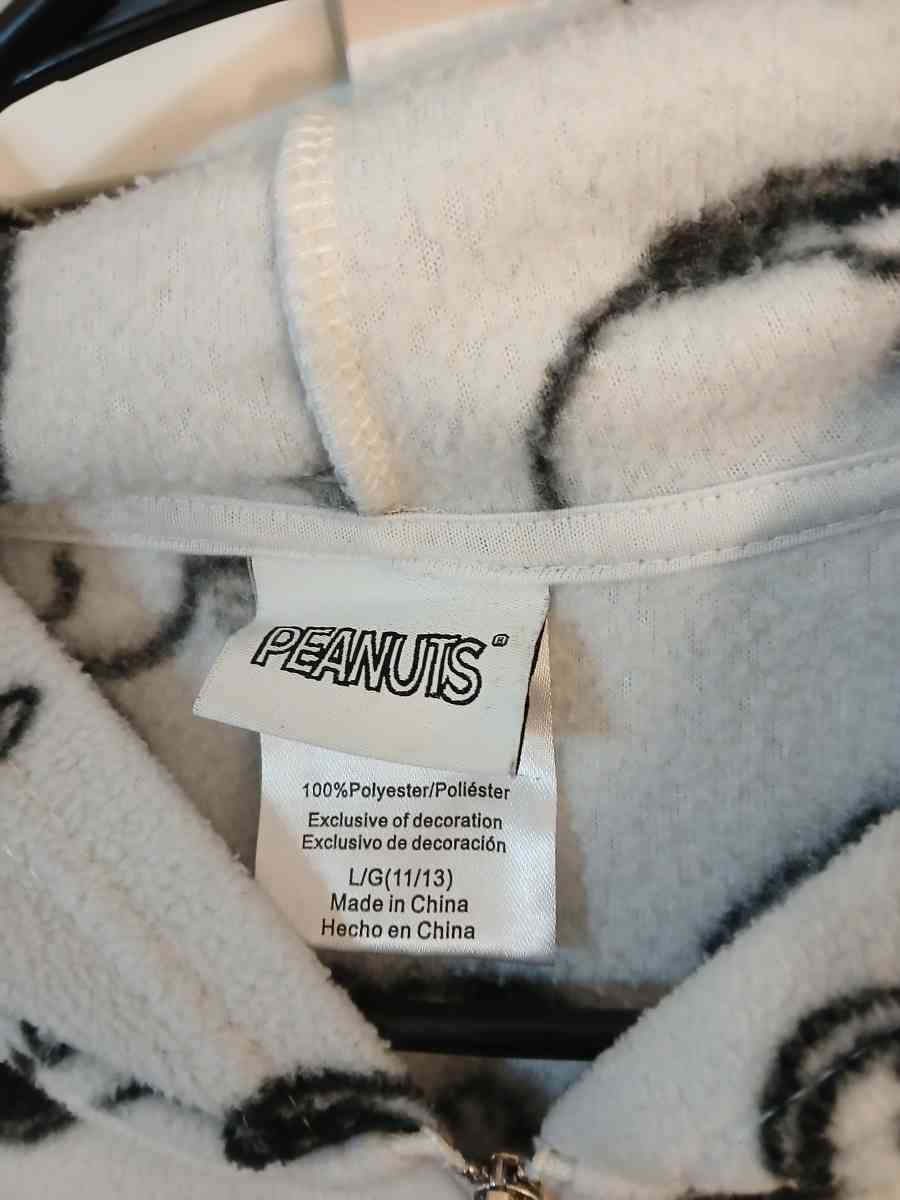 PEANUTS®
100%Polyester/Poliéster
Exclusive of decoration
Exclusivo de decoración
L/G(11/13)
Made in China
Hecho en China